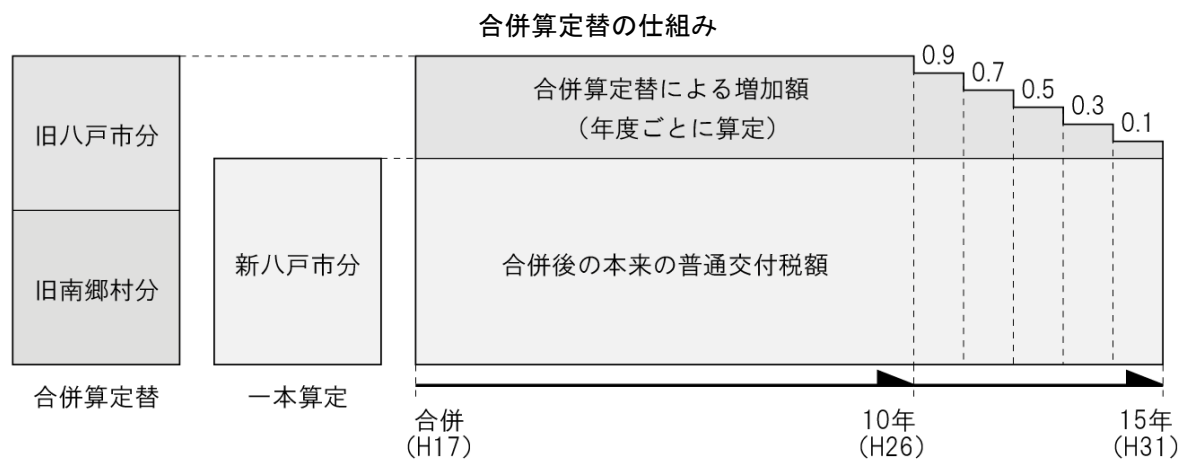 合併算定替の仕組み
旧八戸市分
旧南郷村分
合併算定替
新八戸市分
一本算定
合併算定替による増加額
（年度ごとに算定）
0.9
0.7
0.5
0.3
0.1
合併後の本来の普通交付税額
合併
(H17)
10年
(H26)
15年
(H31)